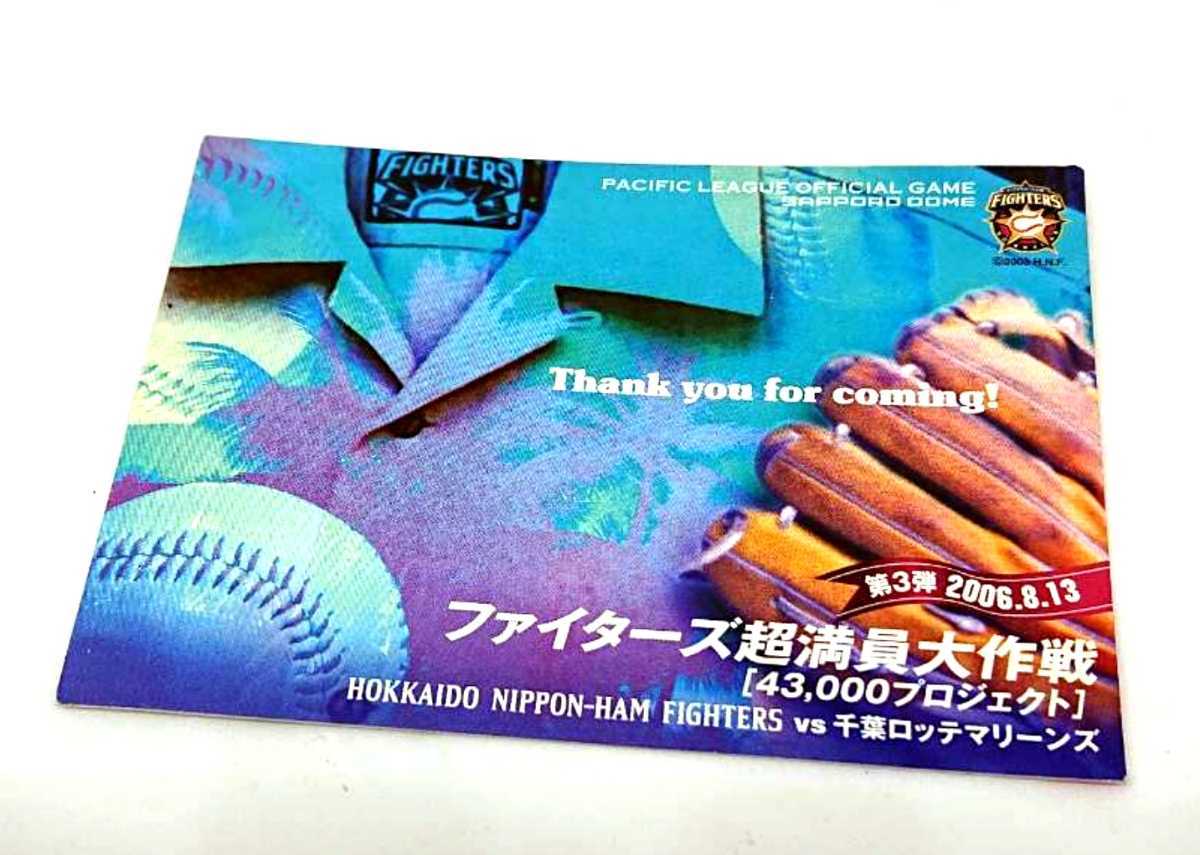 FIGHTERS
PACIFIC LEAGUE OFFICIAL GAME
SAPPORO DOME
FIGHTERS
Thank you for coming!
第3弾 2006.8.13
ファイターズ超満員大作戦
[43,000プロジェクト]
HOKKAIDO NIPPON-HAM FIGHTERS vs 千葉ロッテマリーンズ